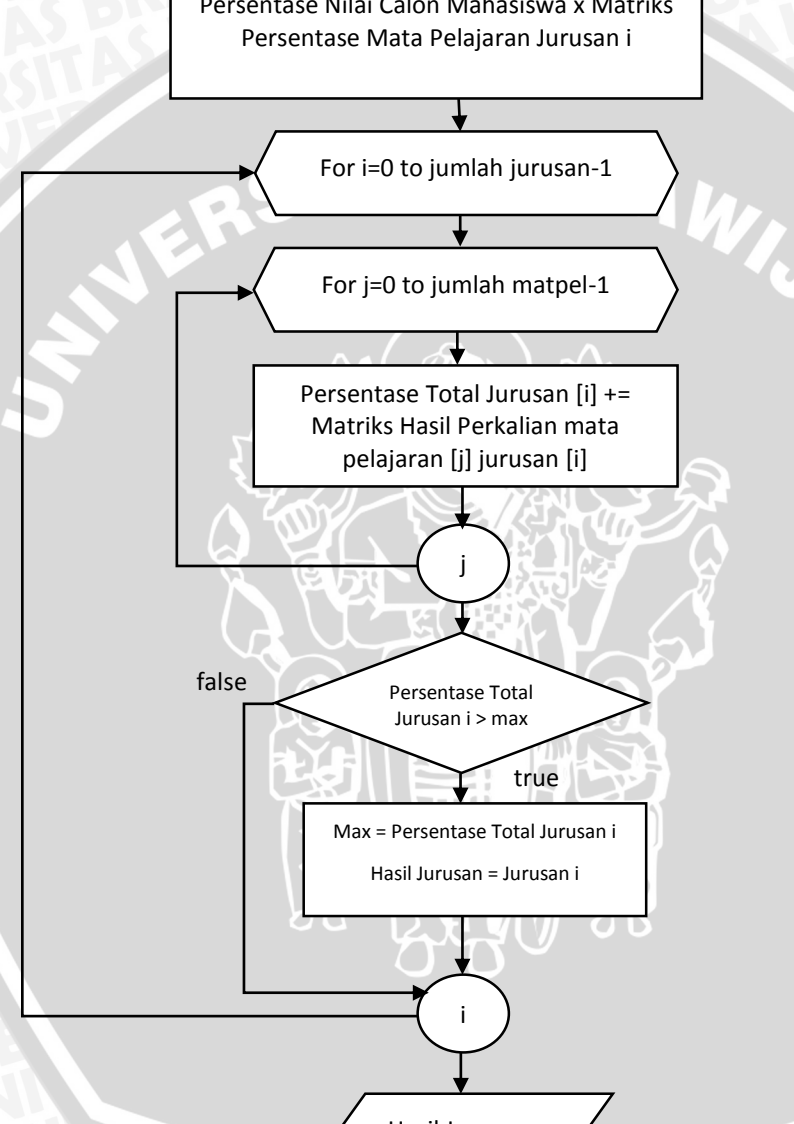 Persentase Nilai Calon Mahasiswa x Matriks
Persentase Mata Pelajaran Jurusan i
For i=0 to jumlah jurusan-1
For j=0 to jumlah matpel-1
Persentase Total Jurusan [i] +=
Matriks Hasil Perkalian mata
pelajaran [j] jurusan [i]
j
false
Persentase Total
Jurusan i > max
true
Max = Persentase Total Jurusan i
Hasil Jurusan = Jurusan i
i